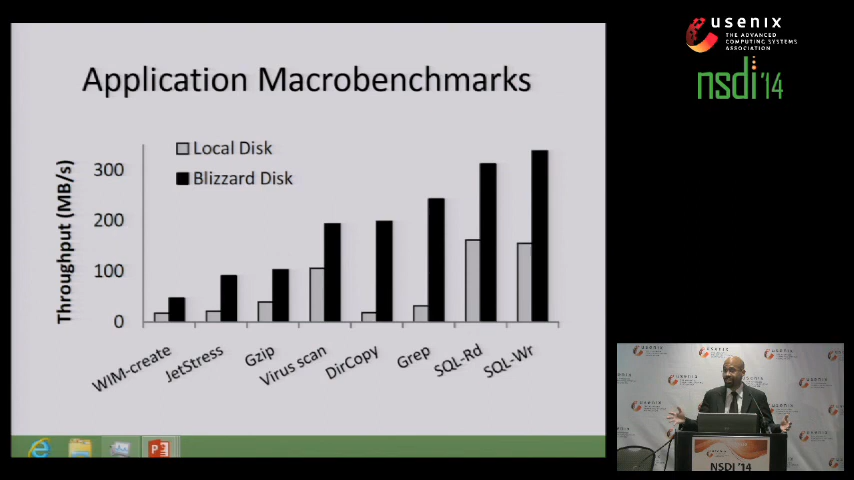 Application Macrobenchmarks
Local Disk
Blizzard Disk
Throughput (MB/s)
300
200
100
0
WIM-create
JetStress
Gzip
Virus scan
DirCopy
Grep
SQL-Rd
SQL-Wr
usenix
THE ADVANCED
COMPUTING SYSTEMS
ASSOCIATION
nsdi '14
usenix
NSDI '14